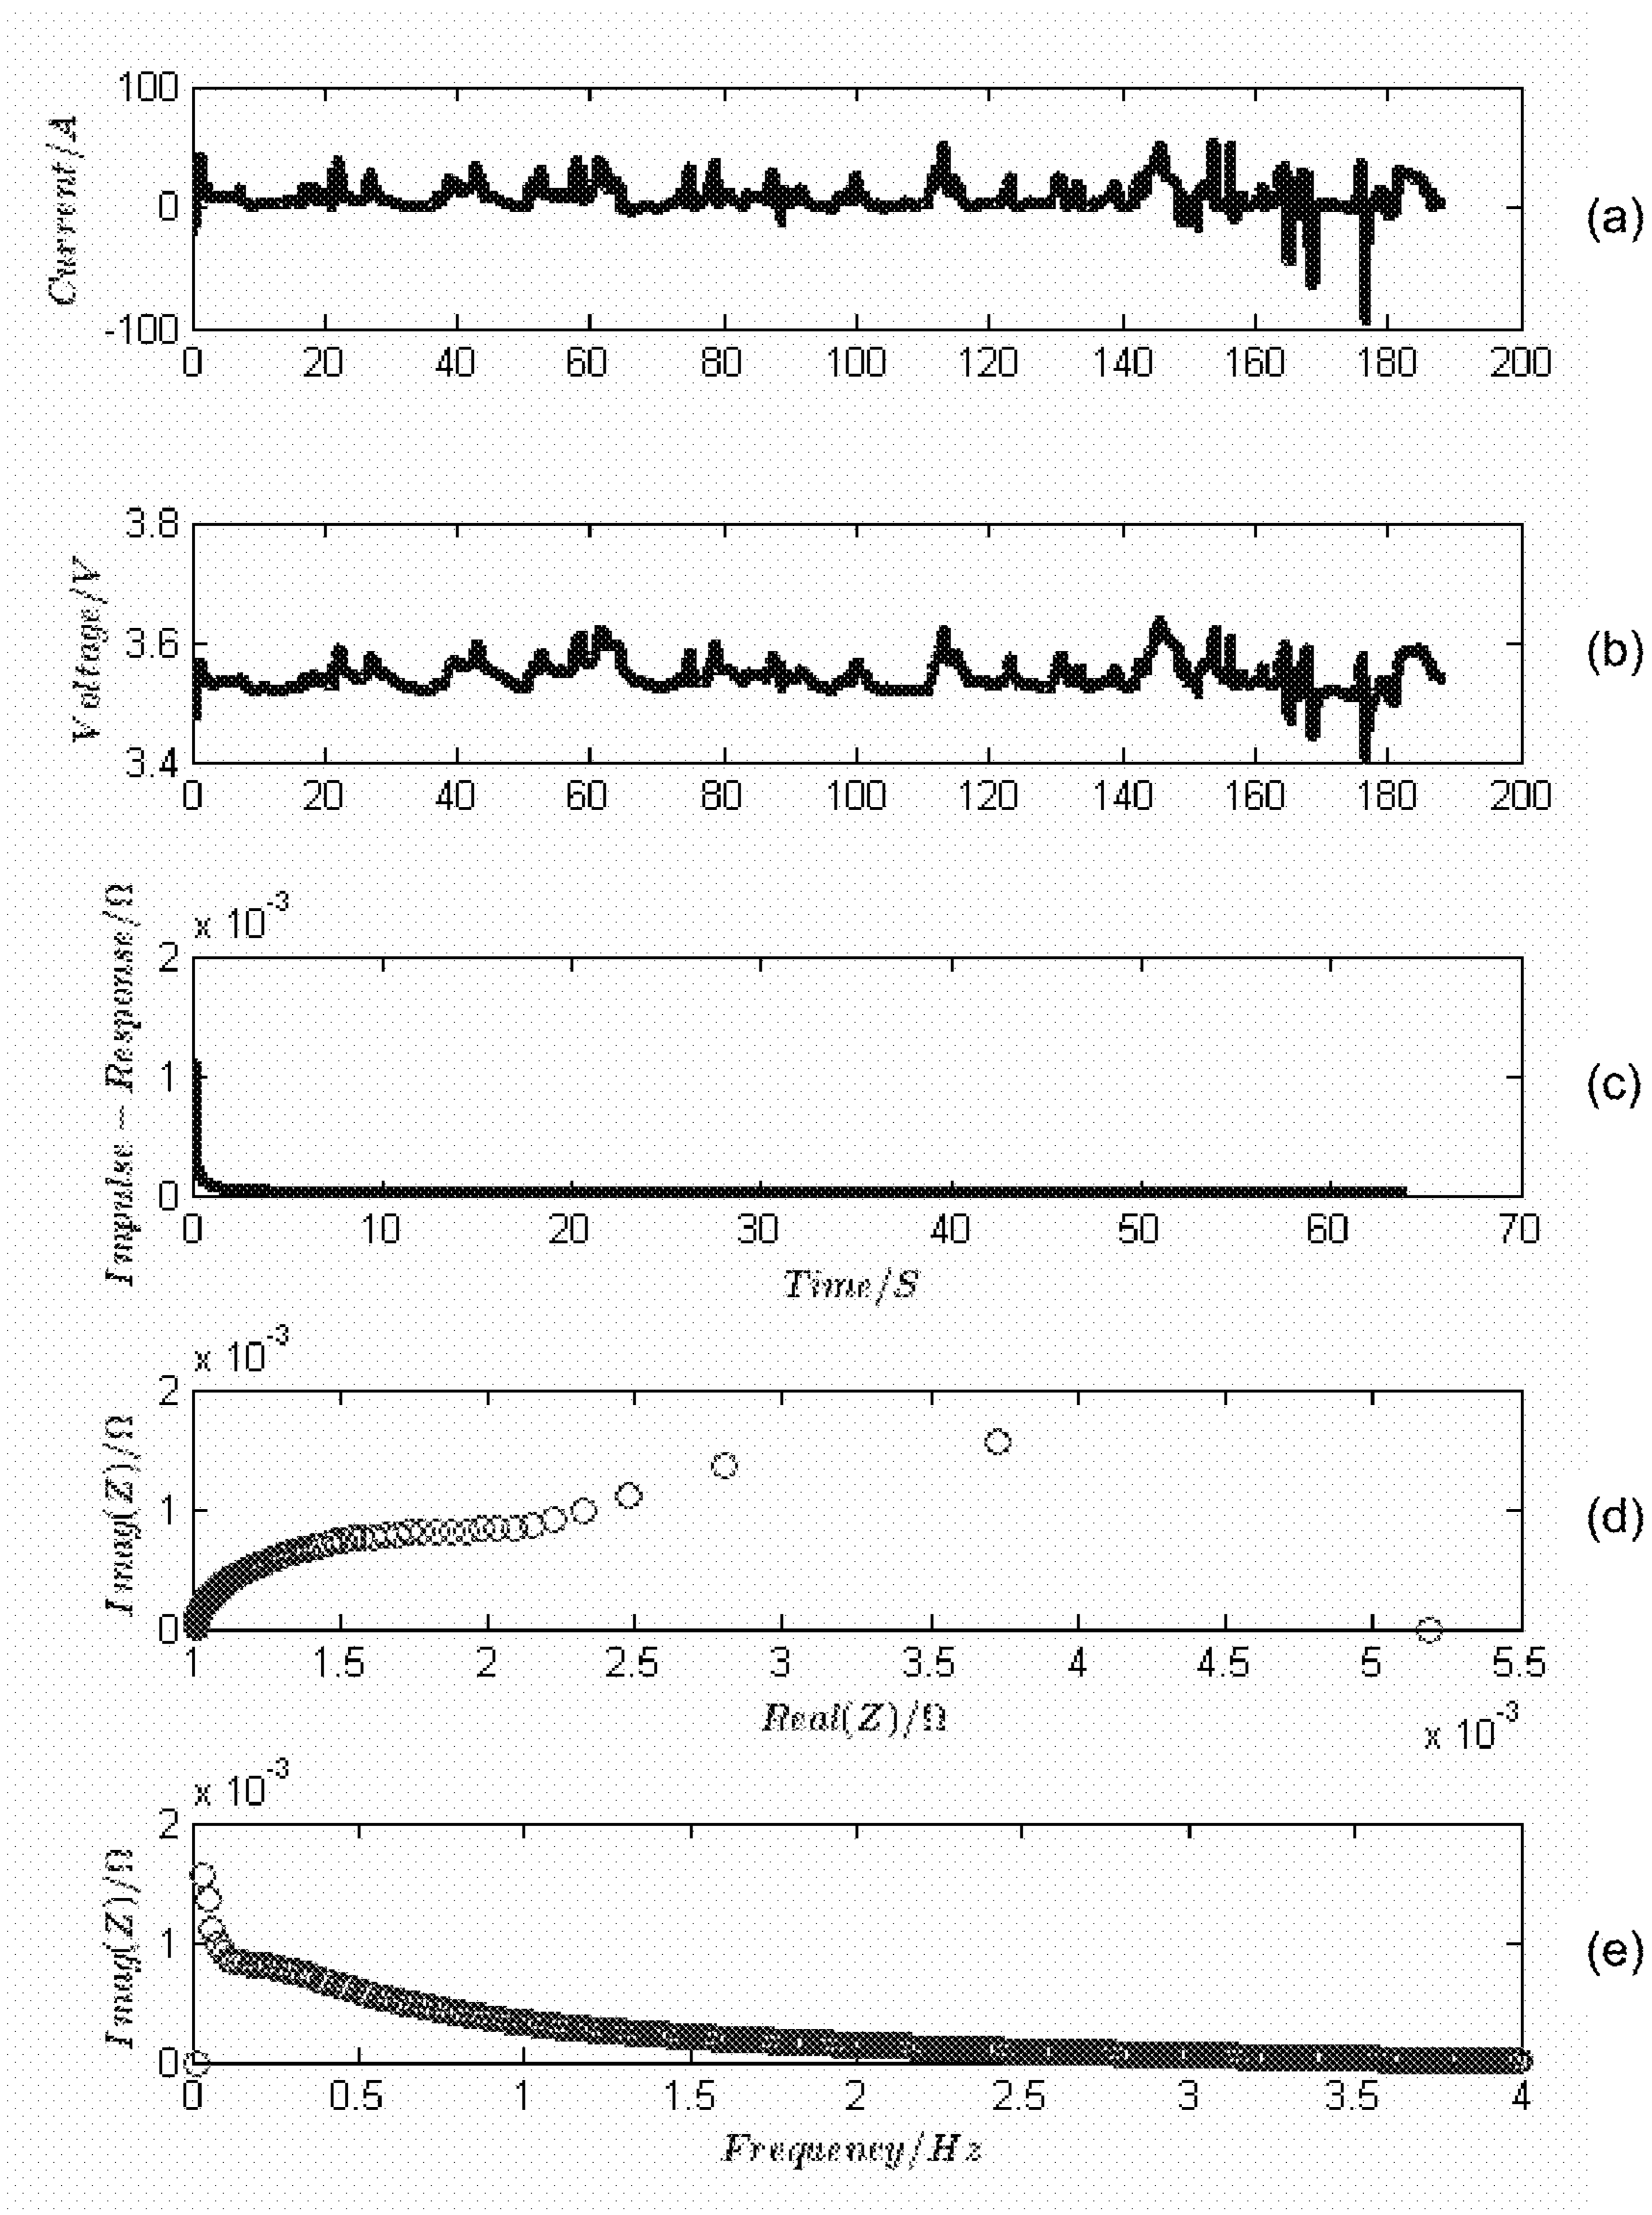 100
Current/A
0
(a)
-100
0 20 40 60 80 100 120 140 160 180 200
3.8
Voltage/V
3.6
(b)
3.4
0 20 40 60 80 100 120 140 160 180 200
x 10-3
Impulse - Response/Ω
2
1
(c)
0
0 10 20 30 40 50 60 70
Time/S
x 10-3
2
Imag(Z)/Ω
1
(d)
0
1 1.5 2 2.5 3 3.5 4 4.5 5 5.5
Real(Z)/Ω
x 10-3
x 10-3
2
Imag(Z)/Ω
1
(e)
0
0 0.5 1 1.5 2 2.5 3 3.5 4
Frequency/Hz